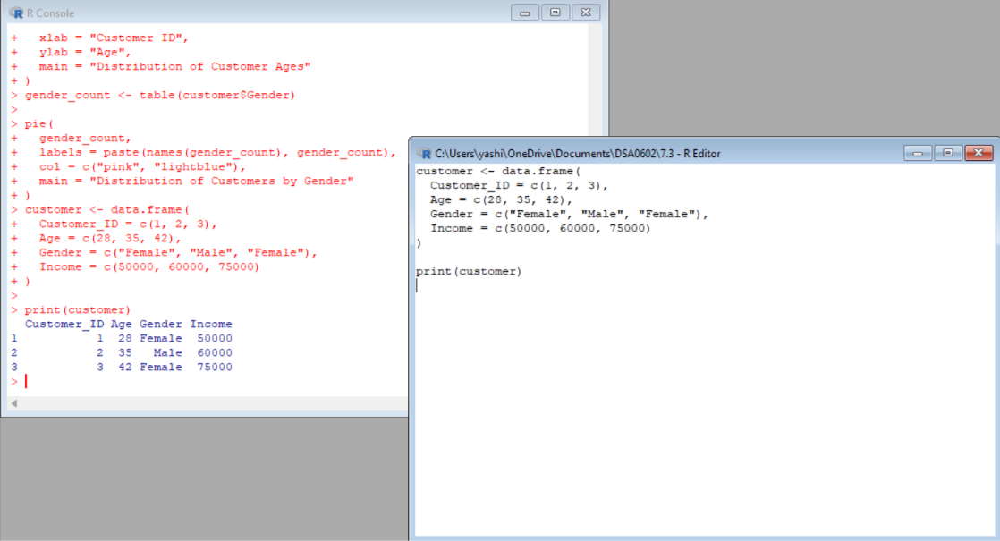 R Console
+   xlab = "Customer ID",
+   ylab = "Age",
+   main = "Distribution of Customer Ages"
+ )
> gender_count <- table(customer$Gender)
>
> pie(
+   gender_count,
+   labels = paste(names(gender_count), gender_count),
+   col = c("pink", "lightblue"),
+   main = "Distribution of Customers by Gender"
+ )
> customer <- data.frame(
+   Customer_ID = c(1, 2, 3),
+   Age = c(28, 35, 42),
+   Gender = c("Female", "Male", "Female"),
+   Income = c(50000, 60000, 75000)
+ )
>
> print(customer)
  Customer_ID Age Gender Income
1           1  28 Female  50000
2           2  35   Male  60000
3           3  42 Female  75000
>
C:\Users\yashi\OneDrive\Documents\DSA0602\7.3 - R Editor
customer <- data.frame(
  Customer_ID = c(1, 2, 3),
  Age = c(28, 35, 42),
  Gender = c("Female", "Male", "Female"),
  Income = c(50000, 60000, 75000)
)
print(customer)